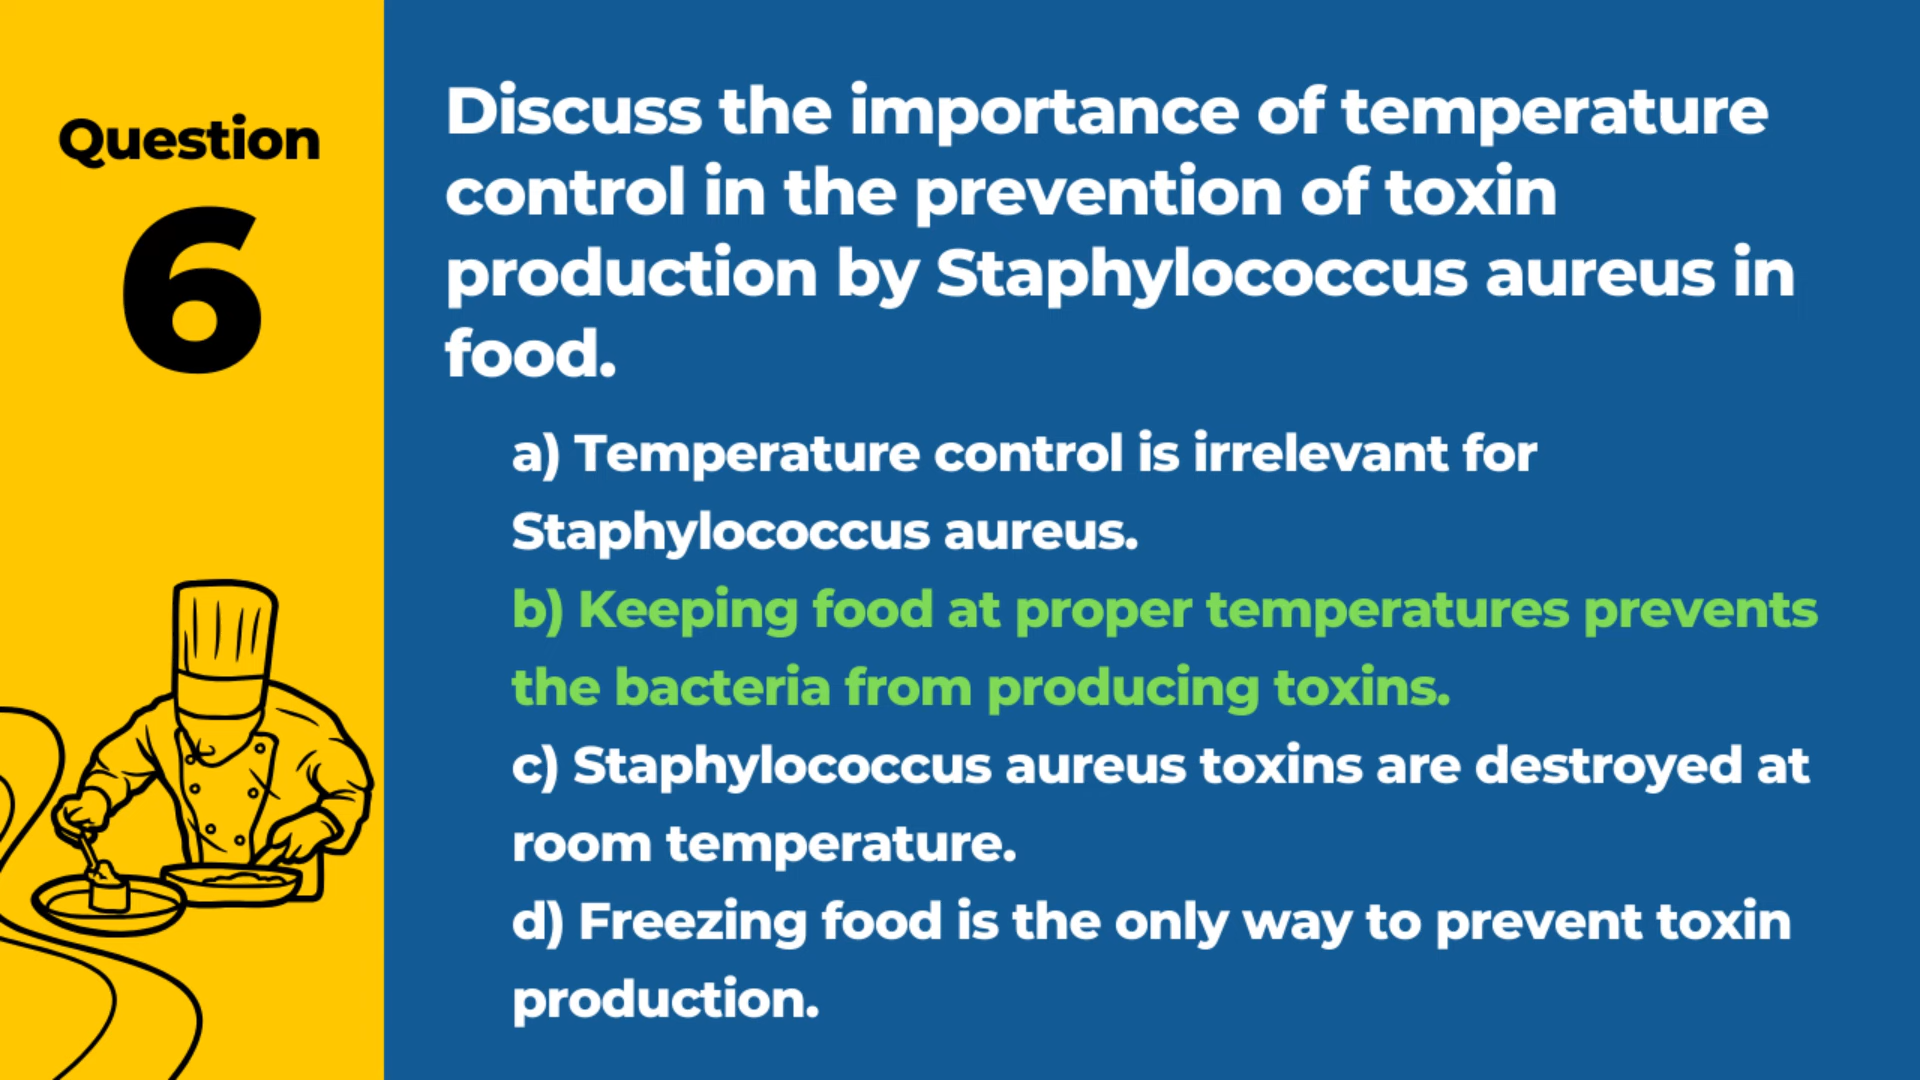 Question
6
Discuss the importance of temperature
control in the prevention of toxin
production by Staphylococcus aureus in
food.
a) Temperature control is irrelevant for
Staphylococcus aureus.
b) Keeping food at proper temperatures prevents
the bacteria from producing toxins.
c) Staphylococcus aureus toxins are destroyed at
room temperature.
d) Freezing food is the only way to prevent toxin
production.